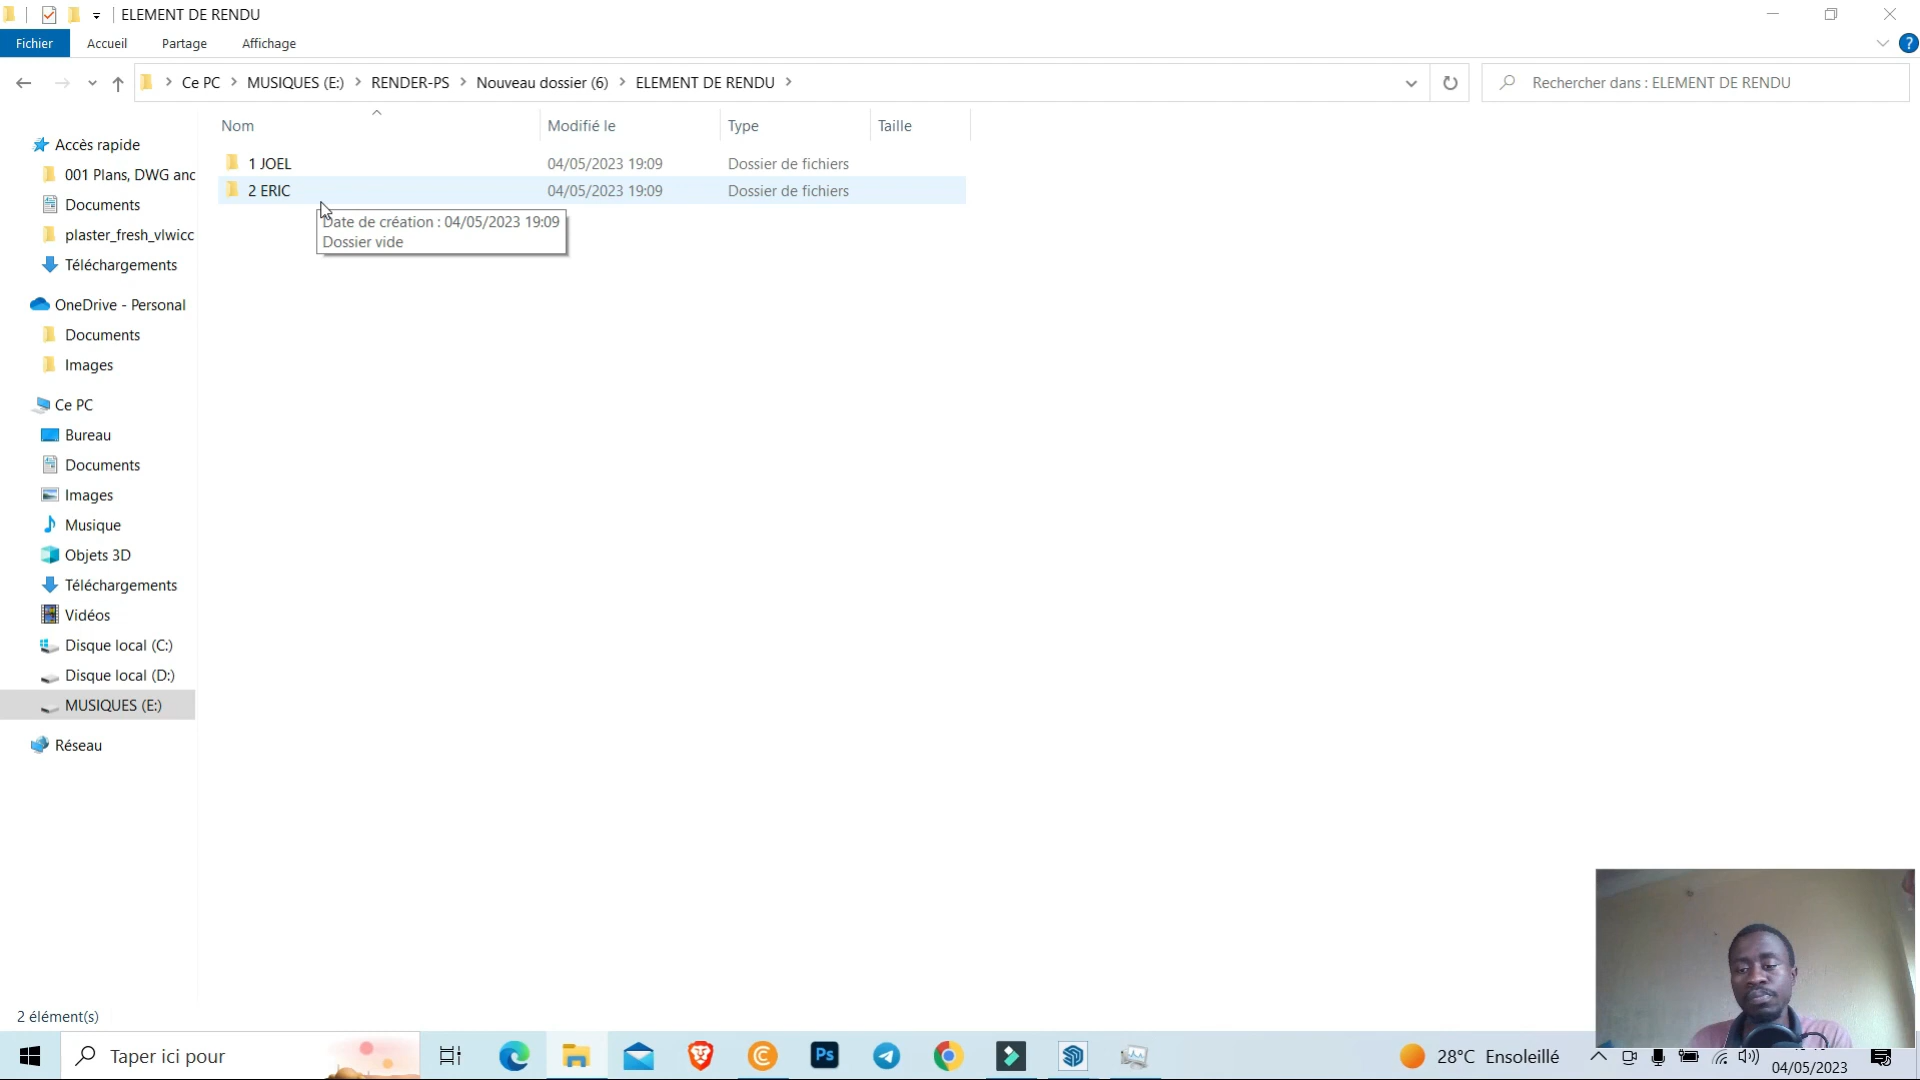 ELEMENT DE RENDU
Fichier Accueil Partage Affichage
Ce PC MUSIQUES (E:) RENDER-PS Nouveau dossier (6) ELEMENT DE RENDU
Rechercher dans : ELEMENT DE RENDU
Nom Modifié le Type Taille
1 JOEL 04/05/2023 19:09 Dossier de fichiers
2 ERIC 04/05/2023 19:09 Dossier de fichiers
Date de création : 04/05/2023 19:09
Dossier vide
Accès rapide
001 Plans, DWG and
Documents
plaster_fresh_vlwicc
Téléchargements
OneDrive - Personal
Documents
Images
Ce PC
Bureau
Documents
Images
Musique
Objets 3D
Téléchargements
Vidéos
Disque local (C:)
Disque local (D:)
MUSIQUES (E:)
Réseau
2 élément(s)
Taper ici pour
Ps
28°C Ensoleillé
04/05/2023